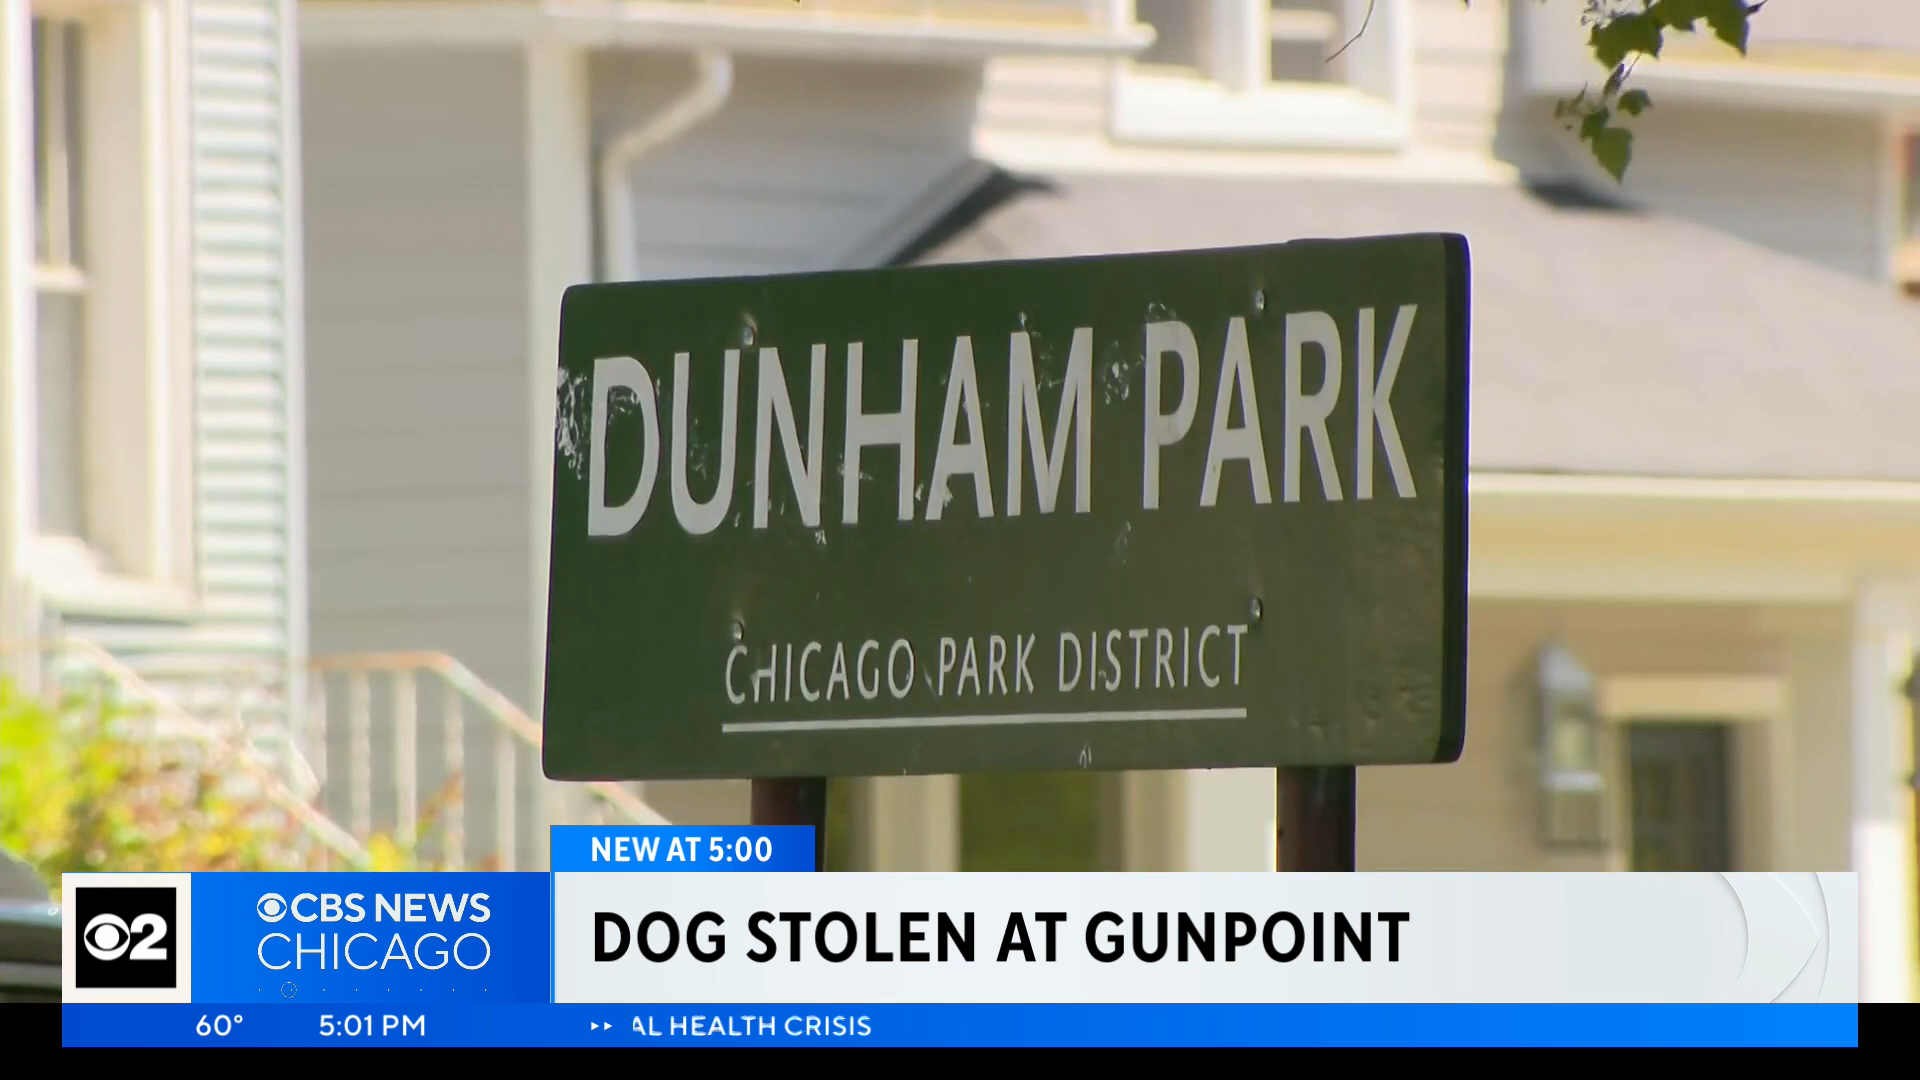 DUNHAM PARK
CHICAGO PARK DISTRICT
NEW AT 5:00
2
CBS NEWS
CHICAGO
DOG STOLEN AT GUNPOINT
60° 5:01 PM AL HEALTH CRISIS